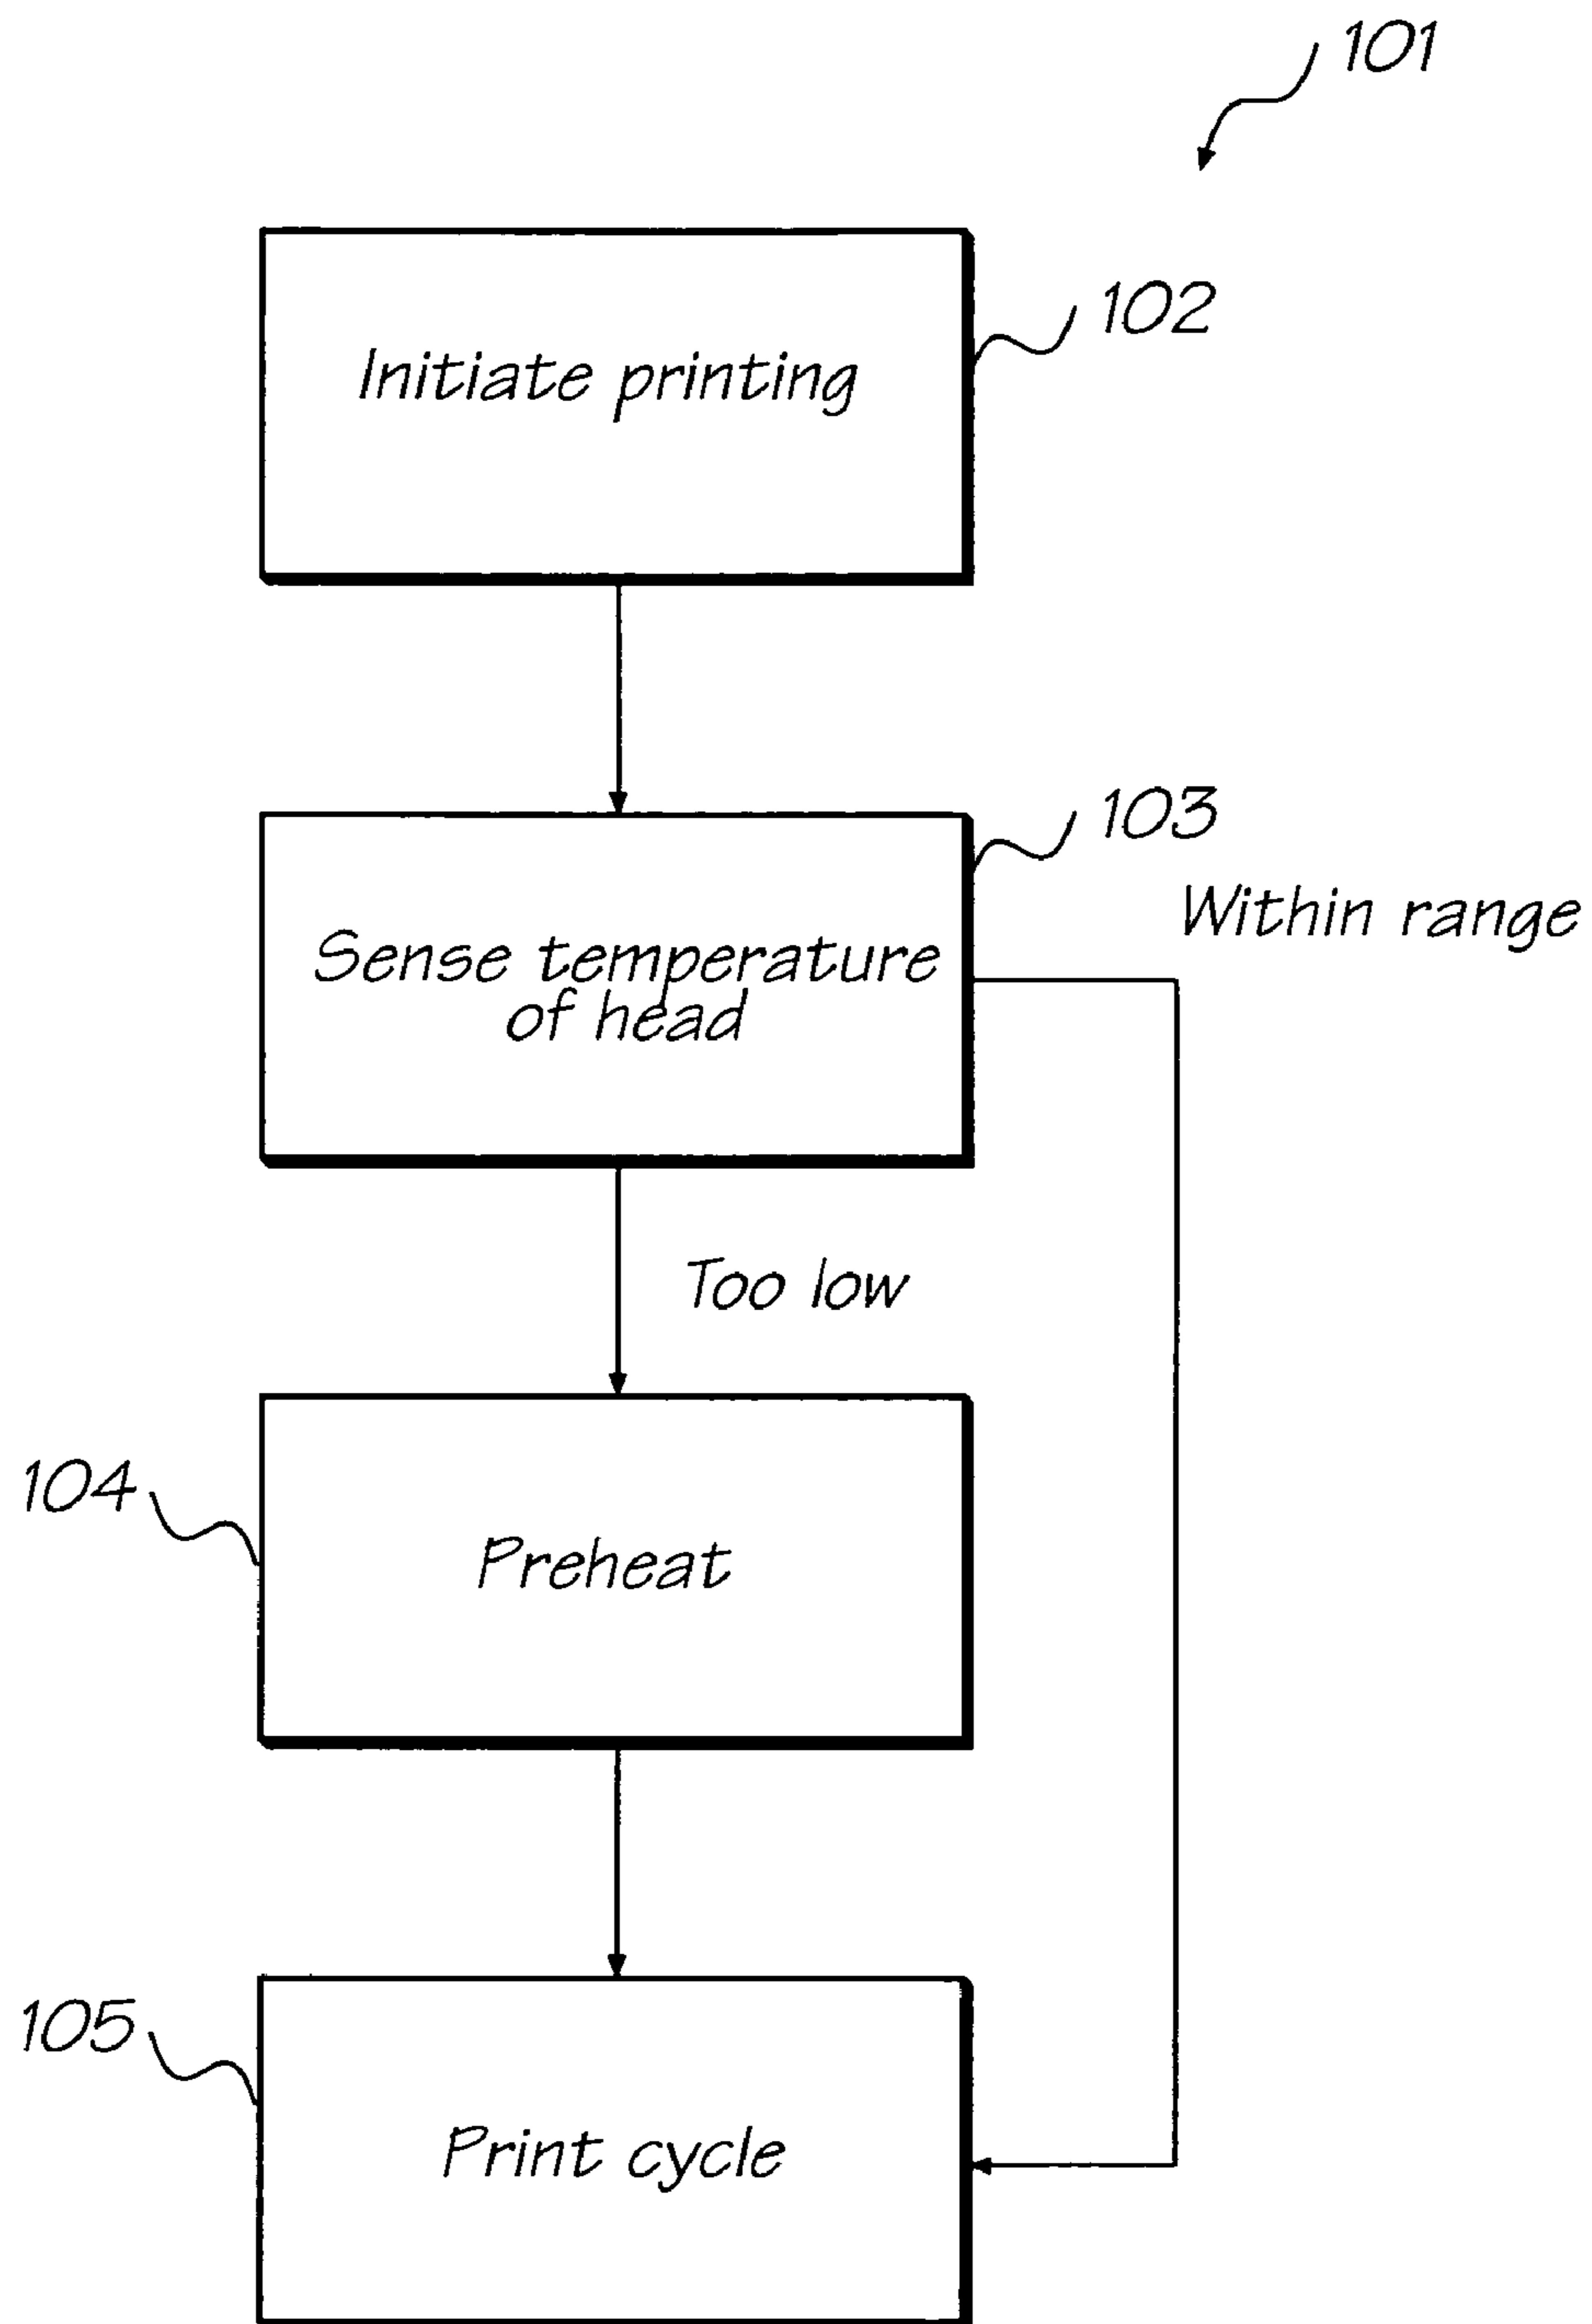 101
Initiate printing
102
103
Within range
Sense temperature
of head
Too low
104
Preheat
105
Print cycle